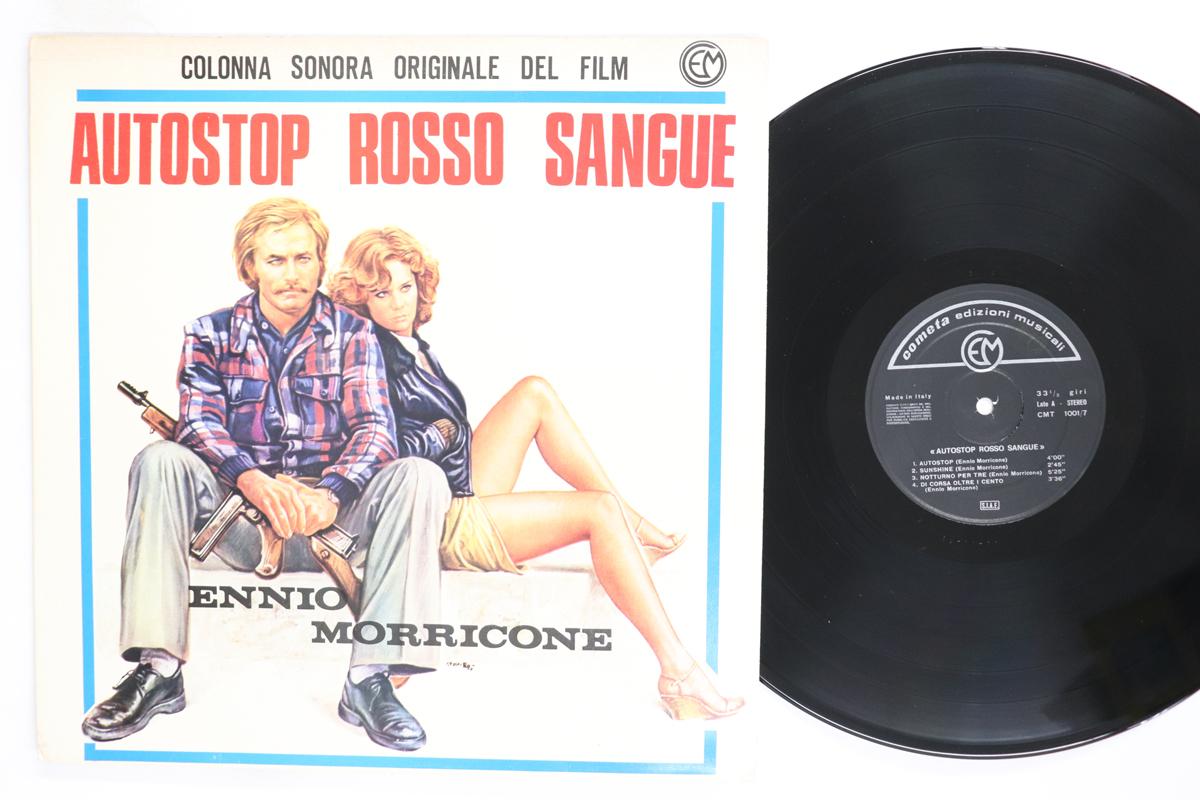 COLONNA SONORA ORIGINALE DEL FILM
CEM
AUTOSTOP ROSSO SANGUE
ENNIO
MORRICONE
cometa edizioni musicali
CEM
Made in Italy
33 1/3 giri
Lato A - STEREO
CMT 1001/7
« AUTOSTOP ROSSO SANGUE »
1. AUTOSTOP (Ennio Morricone) 4'00"
2. SUNSHINE (Ennio Morricone) 2'45"
3. NOTTURNO PER TRE (Ennio Morricone) 5'25"
4. DI CORSA OLTRE I CENTO 3'36"
(Ennio Morricone)
S.I.A.E.